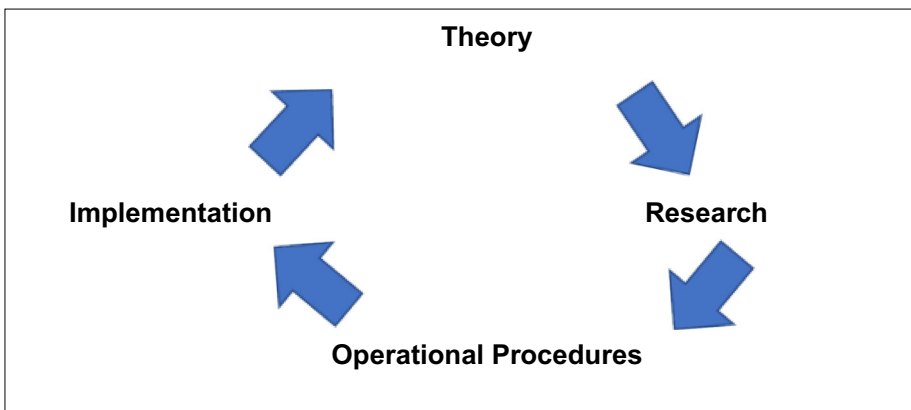 Theory
Implementation
Research
Operational Procedures